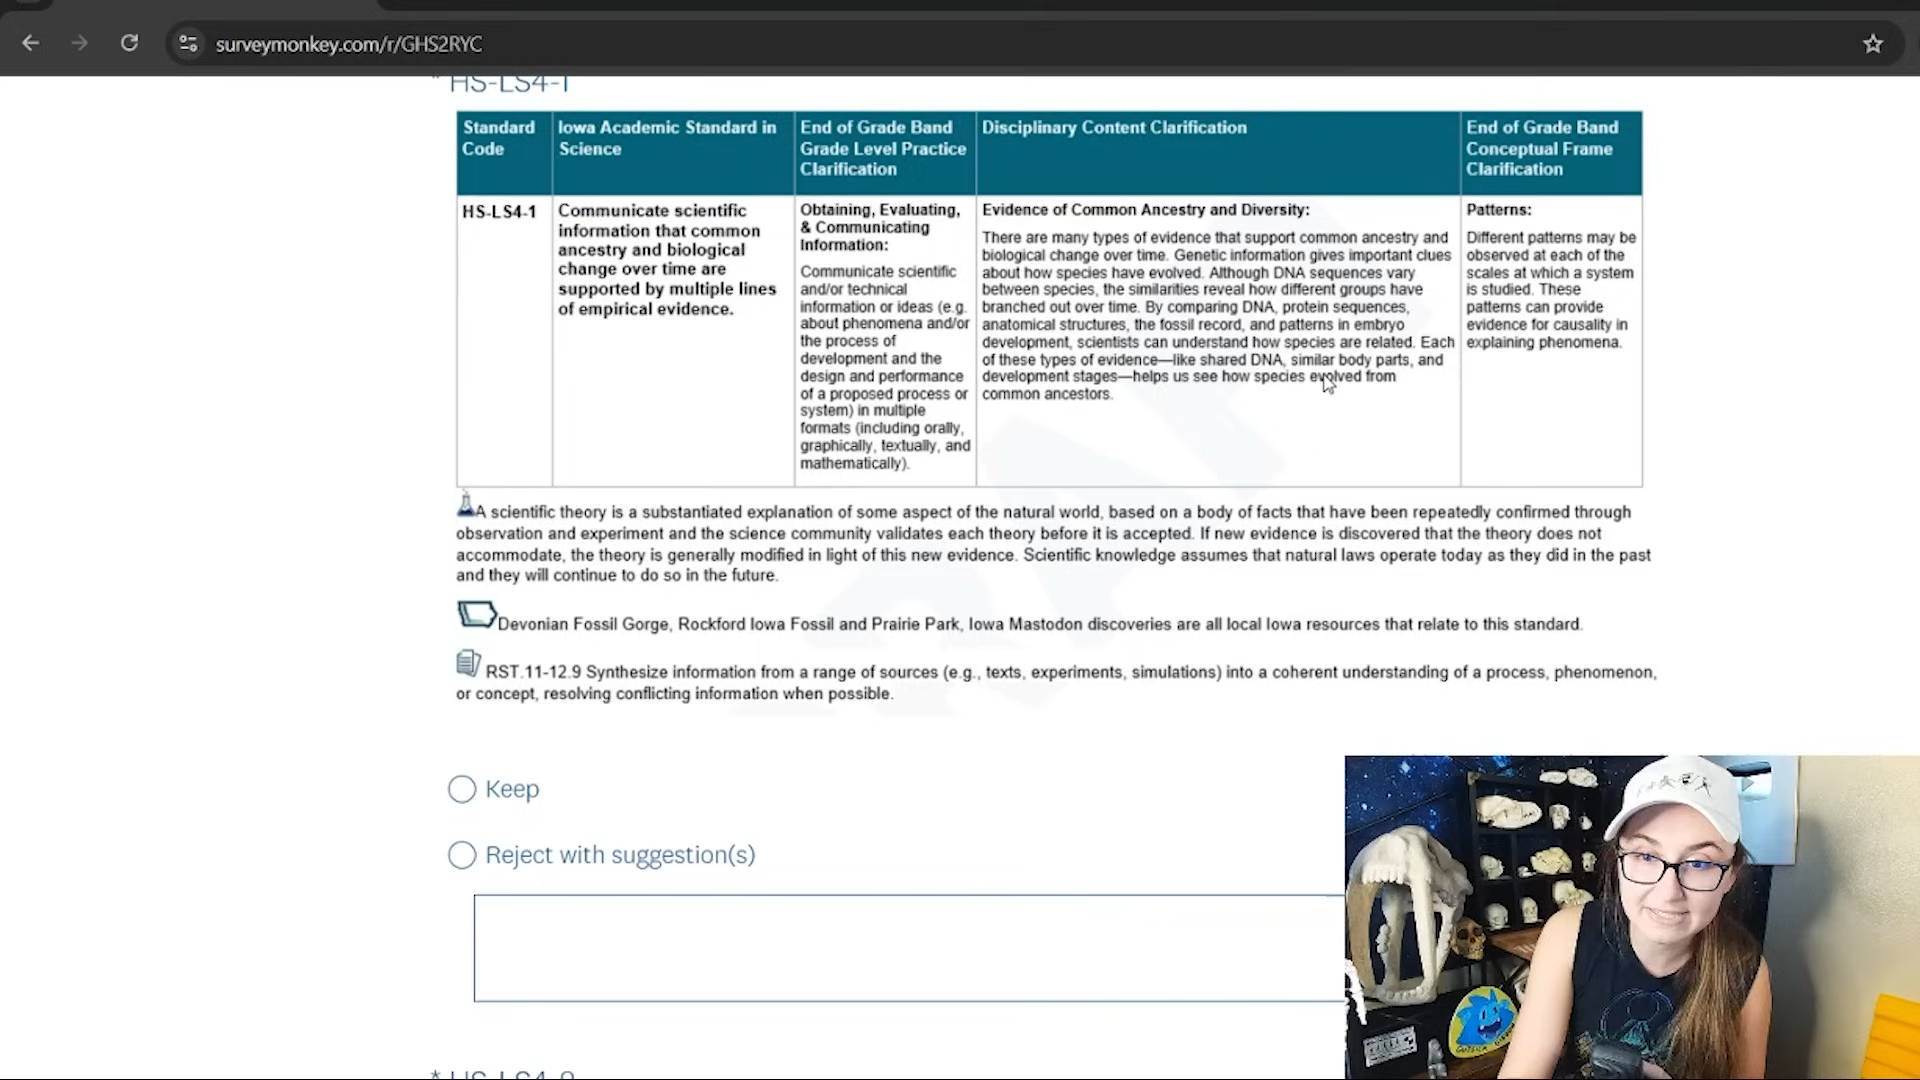 surveymonkey.com/r/GHS2RYC
* HS-LS4-1
Standard Code
Iowa Academic Standard in Science
End of Grade Band Grade Level Practice Clarification
Disciplinary Content Clarification
End of Grade Band Conceptual Frame Clarification
HS-LS4-1
Communicate scientific
information that common
ancestry and biological
change over time are
supported by multiple lines
of empirical evidence.
Obtaining, Evaluating,
& Communicating
Information:
Communicate scientific
and/or technical
information or ideas (e.g.
about phenomena and/or
the process of
development and the
design and performance
of a proposed process or
system) in multiple
formats (including orally,
graphically, textually, and
mathematically).
Evidence of Common Ancestry and Diversity:
There are many types of evidence that support common ancestry and
biological change over time. Genetic information gives important clues
about how species have evolved. Although DNA sequences vary
between species, the similarities reveal how different groups have
branched out over time. By comparing DNA, protein sequences,
anatomical structures, the fossil record, and patterns in embryo
development, scientists can understand how species are related. Each
of these types of evidence—like shared DNA, similar body parts, and
development stages—helps us see how species evolved from
common ancestors.
Patterns:
Different patterns may be
observed at each of the
scales at which a system
is studied. These
patterns can provide
evidence for causality in
explaining phenomena.
A scientific theory is a substantiated explanation of some aspect of the natural world, based on a body of facts that have been repeatedly confirmed through
observation and experiment and the science community validates each theory before it is accepted. If new evidence is discovered that the theory does not
accommodate, the theory is generally modified in light of this new evidence. Scientific knowledge assumes that natural laws operate today as they did in the past
and they will continue to do so in the future.
Devonian Fossil Gorge, Rockford Iowa Fossil and Prairie Park, Iowa Mastodon discoveries are all local Iowa resources that relate to this standard.
RST.11-12.9 Synthesize information from a range of sources (e.g., texts, experiments, simulations) into a coherent understanding of a process, phenomenon,
or concept, resolving conflicting information when possible.
Keep
Reject with suggestion(s)